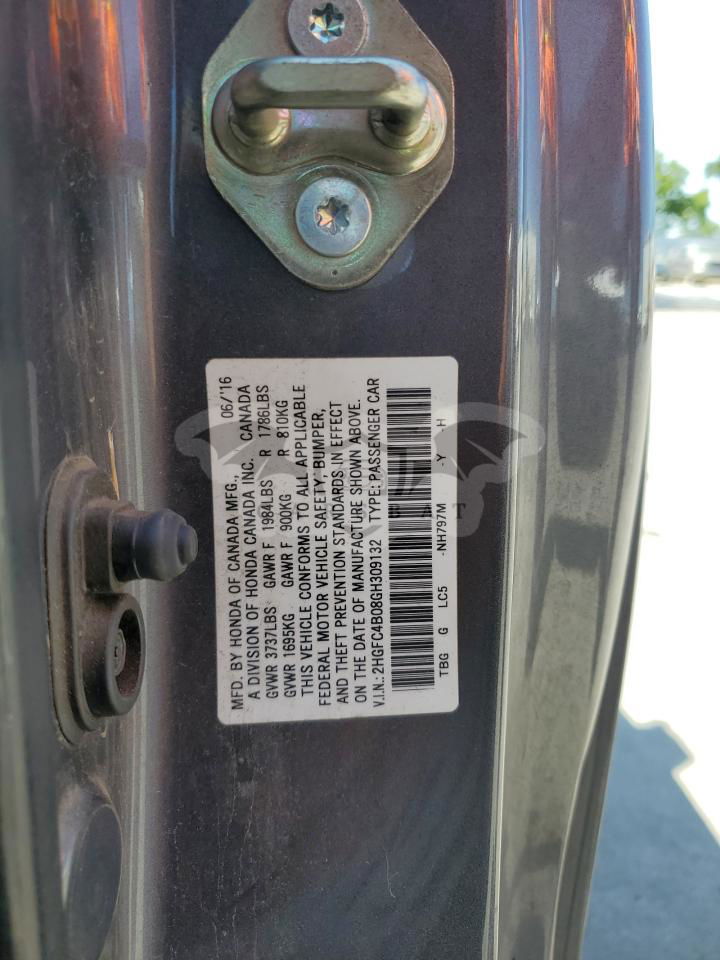 MFD. BY HONDA OF CANADA MFG., 06/'16
A DIVISION OF HONDA CANADA INC. CANADA
GVWR 3737LBS GAWR F 1984LBS R 1786LBS
GVWR 1695KG GAWR F 900KG R 810KG
THIS VEHICLE CONFORMS TO ALL APPLICABLE
FEDERAL MOTOR VEHICLE SAFETY, BUMPER,
AND THEFT PREVENTION STANDARDS IN EFFECT
ON THE DATE OF MANUFACTURE SHOWN ABOVE.
V.I.N.: 2HGFC4B08GH309132 TYPE: PASSENGER CAR
TBG G LC5 -NH797M -Y -H